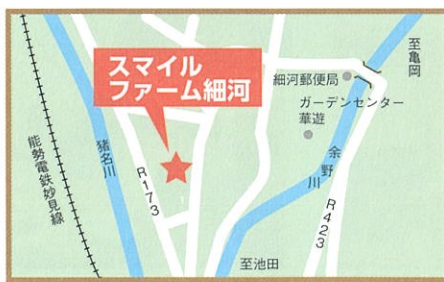 スマイル
ファーム細河
至亀岡
細河郵便局
ガーデンセンター
華遊
能勢電鉄妙見線
猪名川
R173
余野川
R423
至池田